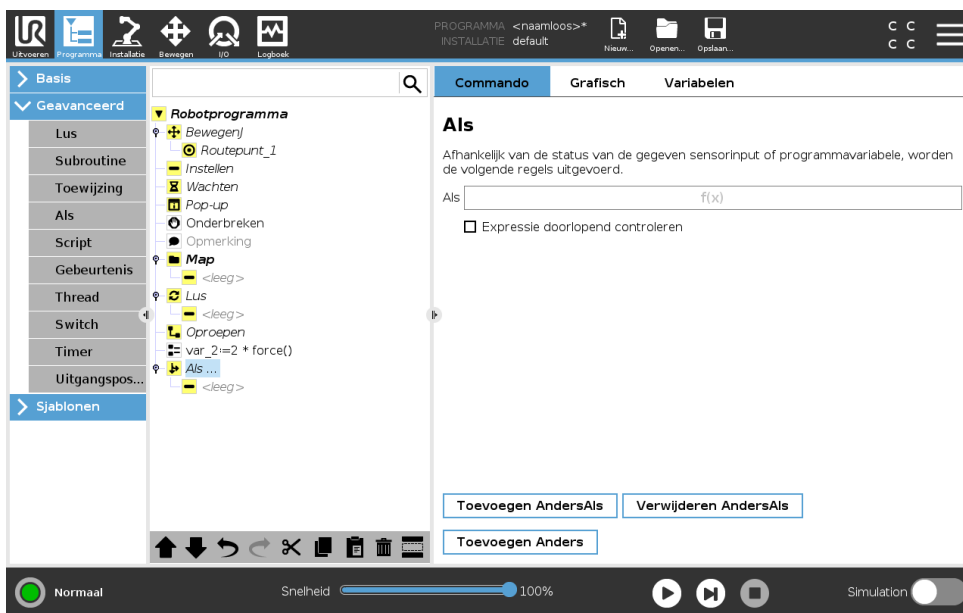 UR
PROGRAMMA <naamloos>*
INSTALLATIE default
Uitvoeren Programma Installatie Bewegen I/O Logboek
Nieuw... Openen... Opslaan...
C C
C C
Basis
Geavanceerd
Lus
Subroutine
Toewijzing
Als
Script
Gebeurtenis
Thread
Switch
Timer
Uitgangspos...
Sjablonen
Robotprogramma
BewegenJ
Routepunt_1
Instellen
Wachten
Pop-up
Onderbreken
Opmerking
Map
<leeg>
Lus
<leeg>
Oproepen
var_2:=2 * force()
Als ...
<leeg>
Commando Grafisch Variabelen
Als
Afhankelijk van de status van de gegeven sensorinput of programmavariabele, worden
de volgende regels uitgevoerd.
Als f(x)
Expressie doorlopend controleren
Toevoegen AndersAls Verwijderen AndersAls
Toevoegen Anders
Normaal Snelheid 100% Simulation